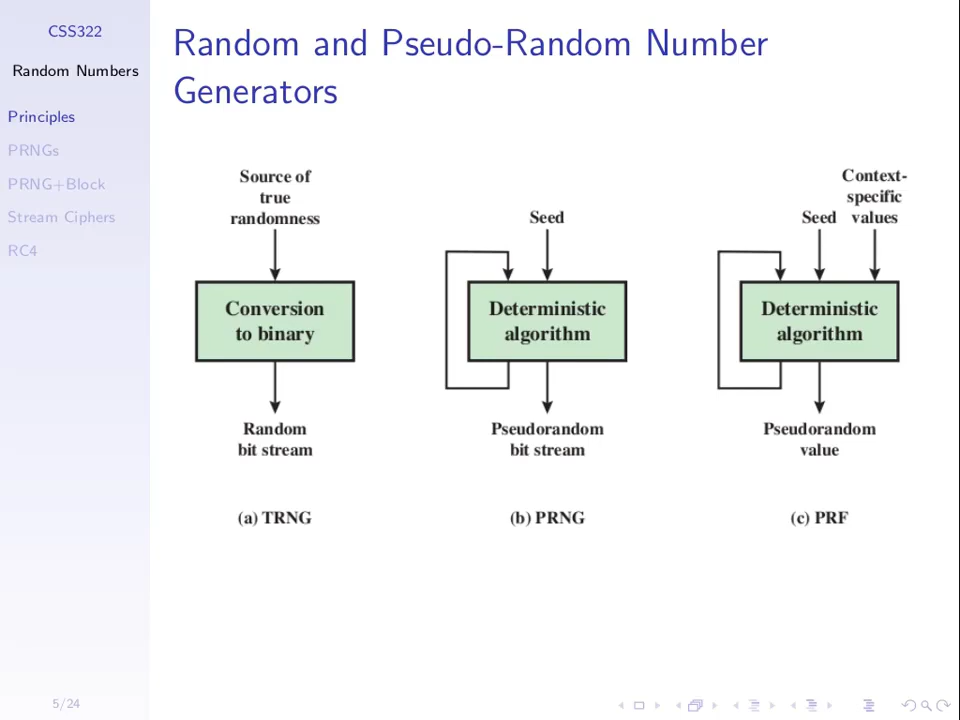 CSS322
Random Numbers
Principles
PRNGs
PRNG+Block
Stream Ciphers
RC4
5/24
Random and Pseudo-Random Number
Generators
Source of
true
randomness
Conversion
to binary
Random
bit stream
(a) TRNG
Seed
Deterministic
algorithm
Pseudorandom
bit stream
(b) PRNG
Seed
Context-
specific
values
Deterministic
algorithm
Pseudorandom
value
(c) PRF